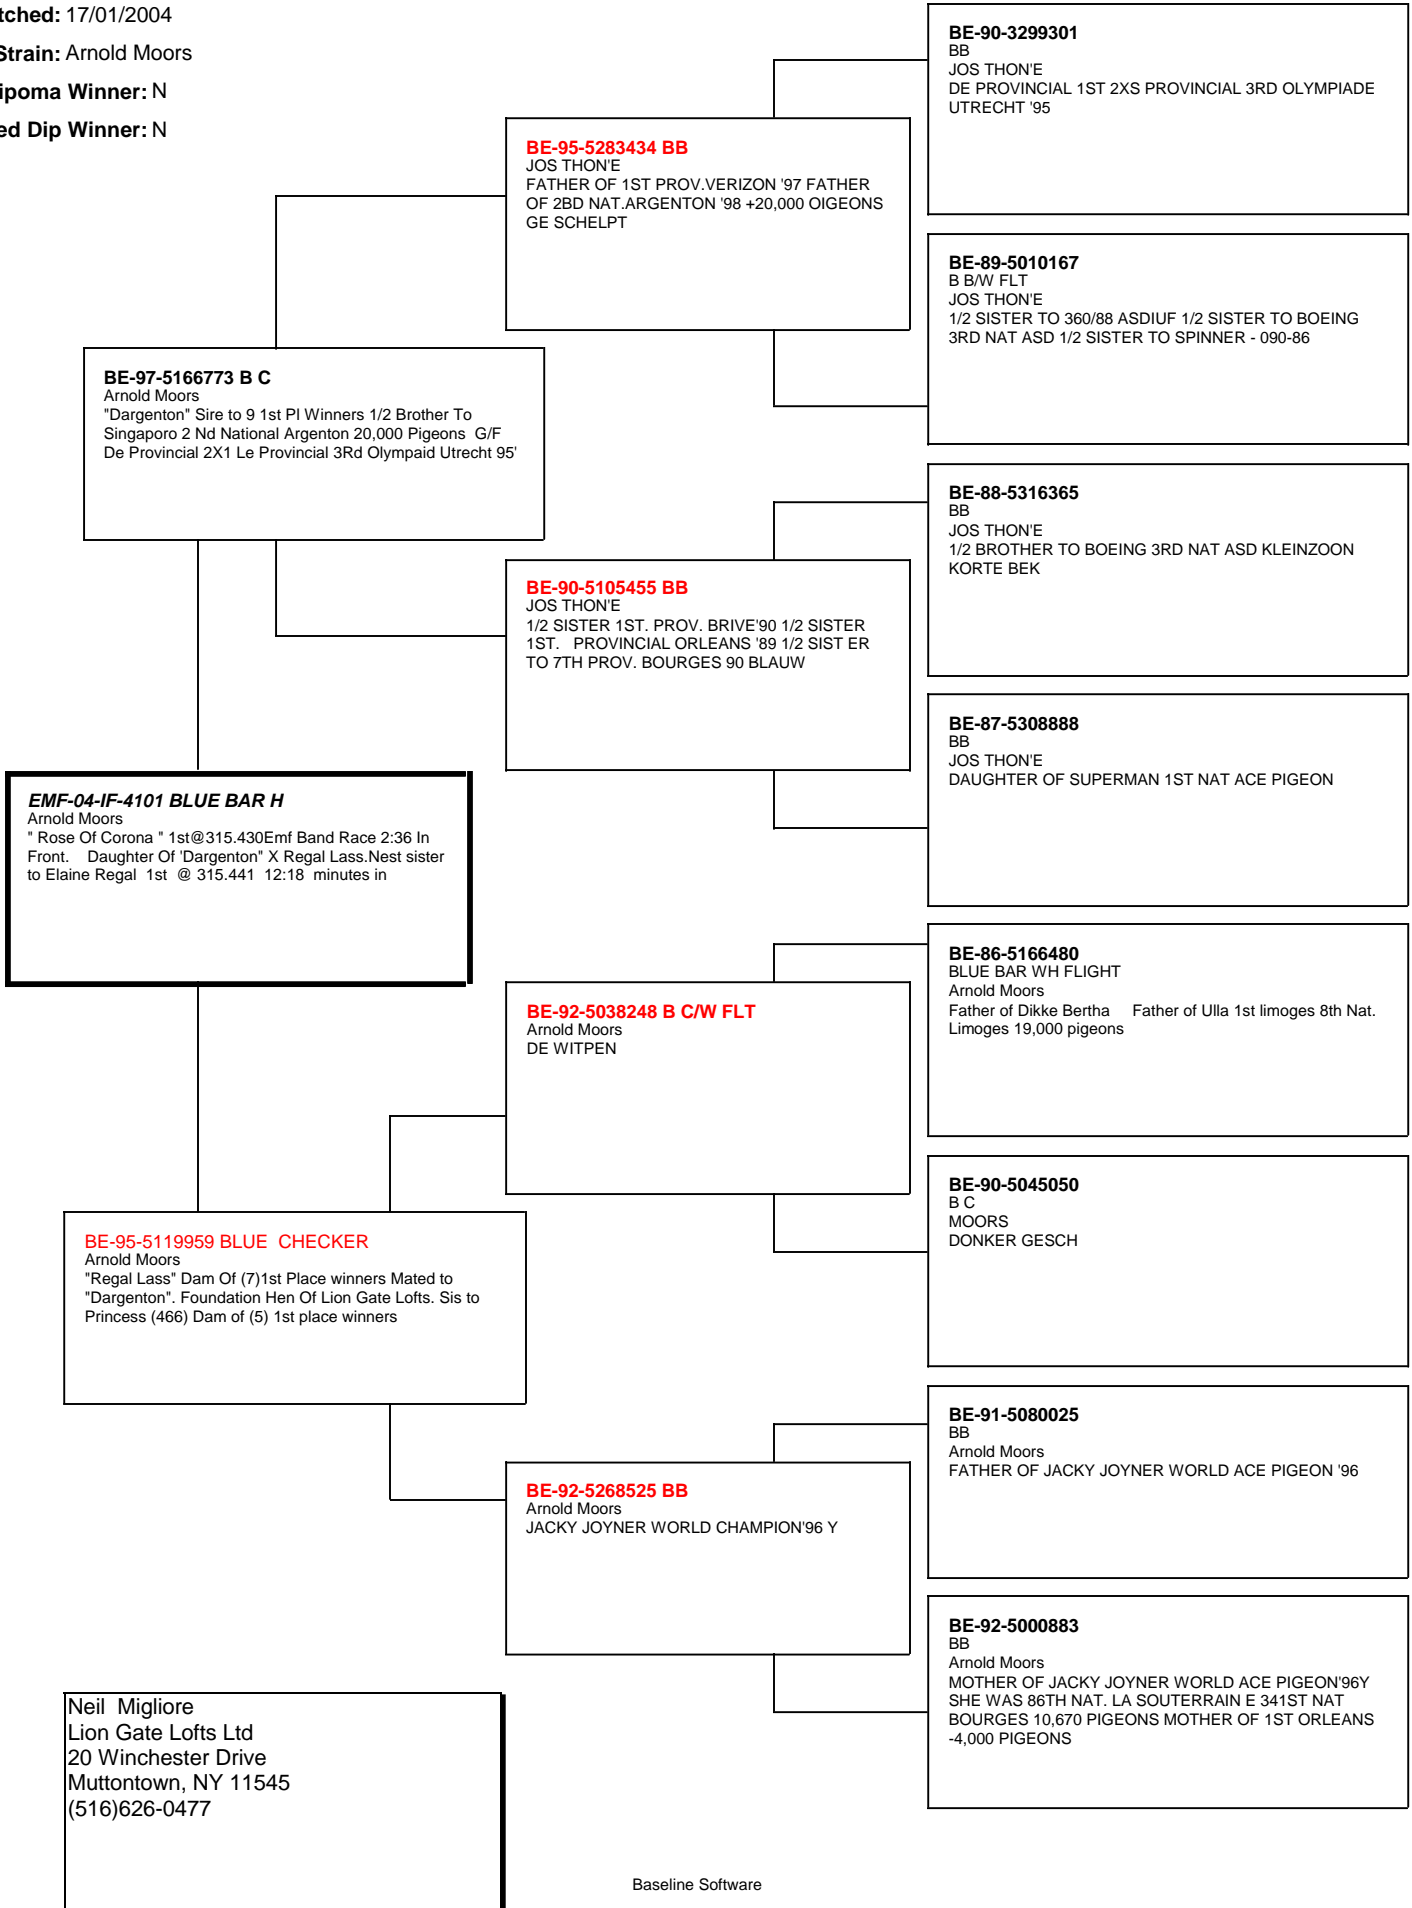 tched: 17/01/2004
Strain: Arnold Moors
ipoma Winner: N
ed Dip Winner: N
BE-90-3299301
BB
JOS THON'E
DE PROVINCIAL 1ST 2XS PROVINCIAL 3RD OLYMPIADE
UTRECHT '95
BE-95-5283434 BB
JOS THON'E
FATHER OF 1ST PROV.VERIZON '97 FATHER
OF 2BD NAT.ARGENTON '98 +20,000 OIGEONS
GE SCHELPT
BE-89-5010167
B B/W FLT
JOS THON'E
1/2 SISTER TO 360/88 ASDIUF 1/2 SISTER TO BOEING
3RD NAT ASD 1/2 SISTER TO SPINNER - 090-86
BE-97-5166773 B C
Arnold Moors
"Dargenton" Sire to 9 1st Pl Winners 1/2 Brother To
Singaporo 2 Nd National Argenton 20,000 Pigeons  G/F
De Provincial 2X1 Le Provincial 3Rd Olympaid Utrecht 95'
BE-88-5316365
BB
JOS THON'E
1/2 BROTHER TO BOEING 3RD NAT ASD KLEINZOON
KORTE BEK
BE-90-5105455 BB
JOS THON'E
1/2 SISTER 1ST. PROV. BRIVE'90 1/2 SISTER
1ST.   PROVINCIAL ORLEANS '89 1/2 SIST ER
TO 7TH PROV. BOURGES 90 BLAUW
BE-87-5308888
BB
JOS THON'E
DAUGHTER OF SUPERMAN 1ST NAT ACE PIGEON
EMF-04-IF-4101 BLUE BAR H
Arnold Moors
" Rose Of Corona " 1st@315.430Emf Band Race 2:36 In
Front.    Daughter Of 'Dargenton" X Regal Lass.Nest sister
to Elaine Regal  1st  @ 315.441  12:18  minutes in
BE-86-5166480
BLUE BAR WH FLIGHT
Arnold Moors
Father of Dikke Bertha     Father of Ulla 1st limoges 8th Nat.
Limoges 19,000 pigeons
BE-92-5038248 B C/W FLT
Arnold Moors
DE WITPEN
BE-90-5045050
B C
MOORS
DONKER GESCH
BE-95-5119959 BLUE  CHECKER
Arnold Moors
"Regal Lass" Dam Of (7)1st Place winners Mated to
"Dargenton". Foundation Hen Of Lion Gate Lofts. Sis to
Princess (466) Dam of (5) 1st place winners
BE-91-5080025
BB
Arnold Moors
FATHER OF JACKY JOYNER WORLD ACE PIGEON '96
BE-92-5268525 BB
Arnold Moors
JACKY JOYNER WORLD CHAMPION'96 Y
BE-92-5000883
BB
Arnold Moors
MOTHER OF JACKY JOYNER WORLD ACE PIGEON'96Y
SHE WAS 86TH NAT. LA SOUTERRAIN E 341ST NAT
BOURGES 10,670 PIGEONS MOTHER OF 1ST ORLEANS
-4,000 PIGEONS
Neil  Migliore
Lion Gate Lofts Ltd
20 Winchester Drive
Muttontown, NY 11545
(516)626-0477
Baseline Software